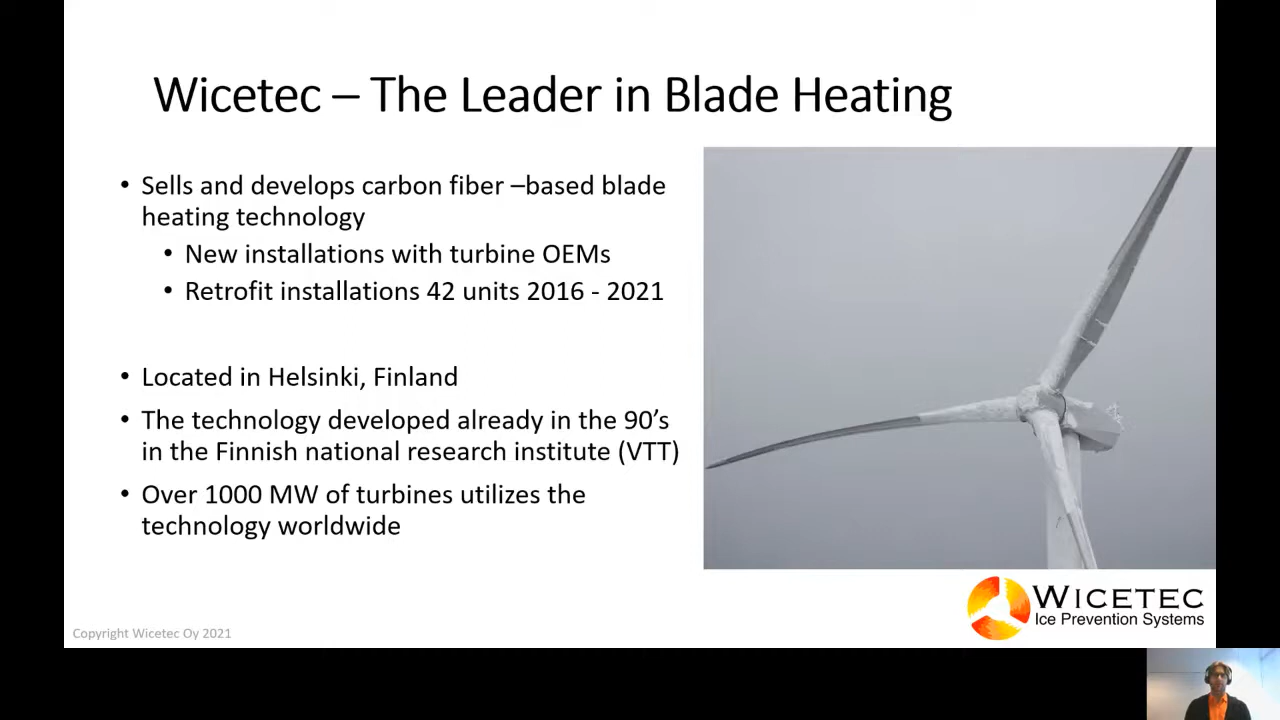 Wicetec – The Leader in Blade Heating
• Sells and develops carbon fiber –based blade
heating technology
• New installations with turbine OEMs
• Retrofit installations 42 units 2016 - 2021
• Located in Helsinki, Finland
• The technology developed already in the 90’s
in the Finnish national research institute (VTT)
• Over 1000 MW of turbines utilizes the
technology worldwide
WICETEC
Ice Prevention Systems
Copyright Wicetec Oy 2021